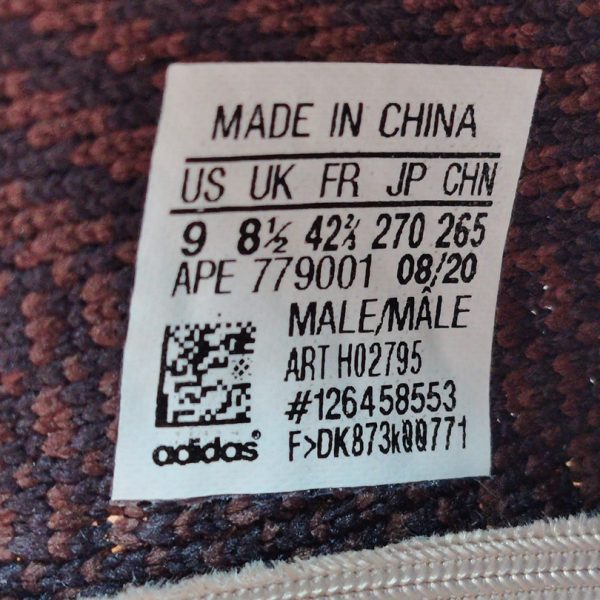 MADE IN CHINA
US UK FR JP CHN
9 8½ 42⅔ 270 265
APE 779001 08/20
MALE/MÂLE
ART H02795
#126458553
adidas®